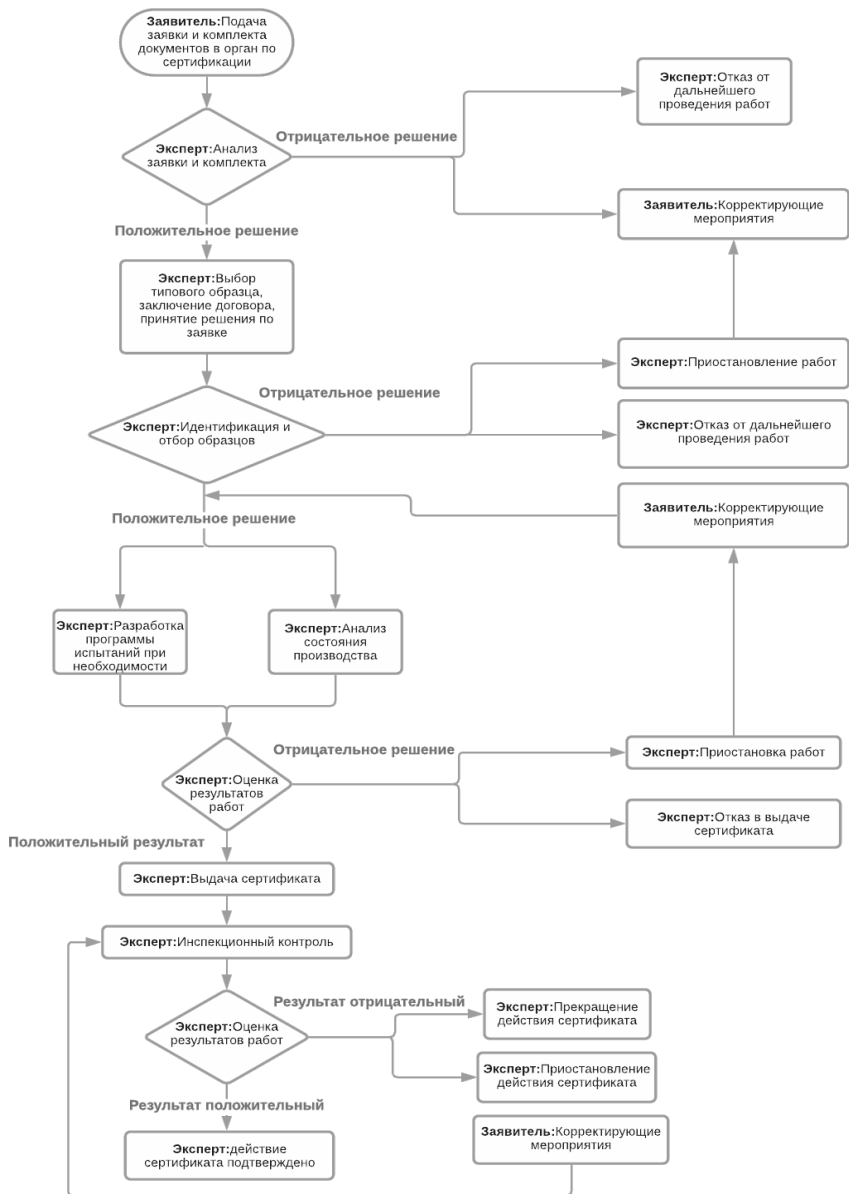 Заявитель:Подача
заявки и комплекта
документов в орган по
сертификации
Эксперт:Отказ от
дальнейшего
проведения работ
Отрицательное решение
Эксперт:Анализ
заявки и комплекта
Заявитель:Корректирующие
мероприятия
Положительное решение
Эксперт:Выбор
типового образца,
заключение договора,
принятие решения по
заявке
Эксперт:Приостановление работ
Отрицательное решение
Эксперт:Идентификация и
отбор образцов
Эксперт:Отказ от дальнейшего
проведения работ
Заявитель:Корректирующие
мероприятия
Положительное решение
Эксперт:Разработка
программы
испытаний при
необходимости
Эксперт:Анализ
состояния
производства
Отрицательное решение
Эксперт:Приостановка работ
Эксперт:Оценка
результатов
работ
Эксперт:Отказ в выдаче
сертификата
Положительный результат
Эксперт:Выдача сертификата
Эксперт:Инспекционный контроль
Результат отрицательный
Эксперт:Прекращение
действия сертификата
Эксперт:Оценка
результатов работ
Эксперт:Приостановление
действия сертификата
Результат положительный
Заявитель:Корректирующие
мероприятия
Эксперт:действие
сертификата подтверждено